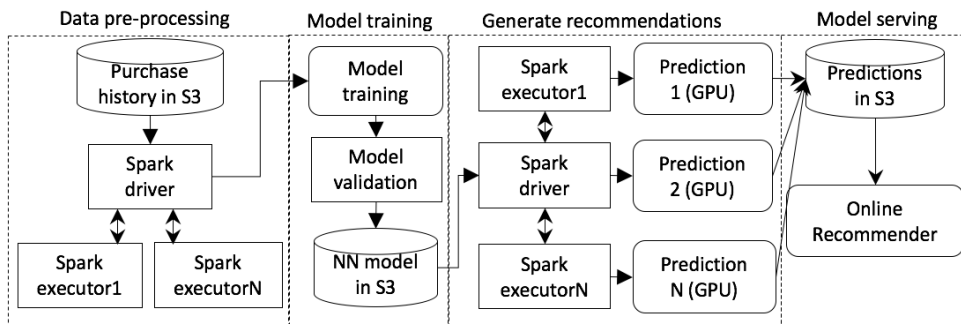 Data pre-processing
Model training
Generate recommendations
Model serving
Purchase
history in S3
Spark
driver
Spark
executor1
Spark
executorN
Model
training
Model
validation
NN model
in S3
Spark
executor1
Prediction
1 (GPU)
Spark
driver
Prediction
2 (GPU)
Spark
executorN
Prediction
N (GPU)
Predictions
in S3
Online
Recommender